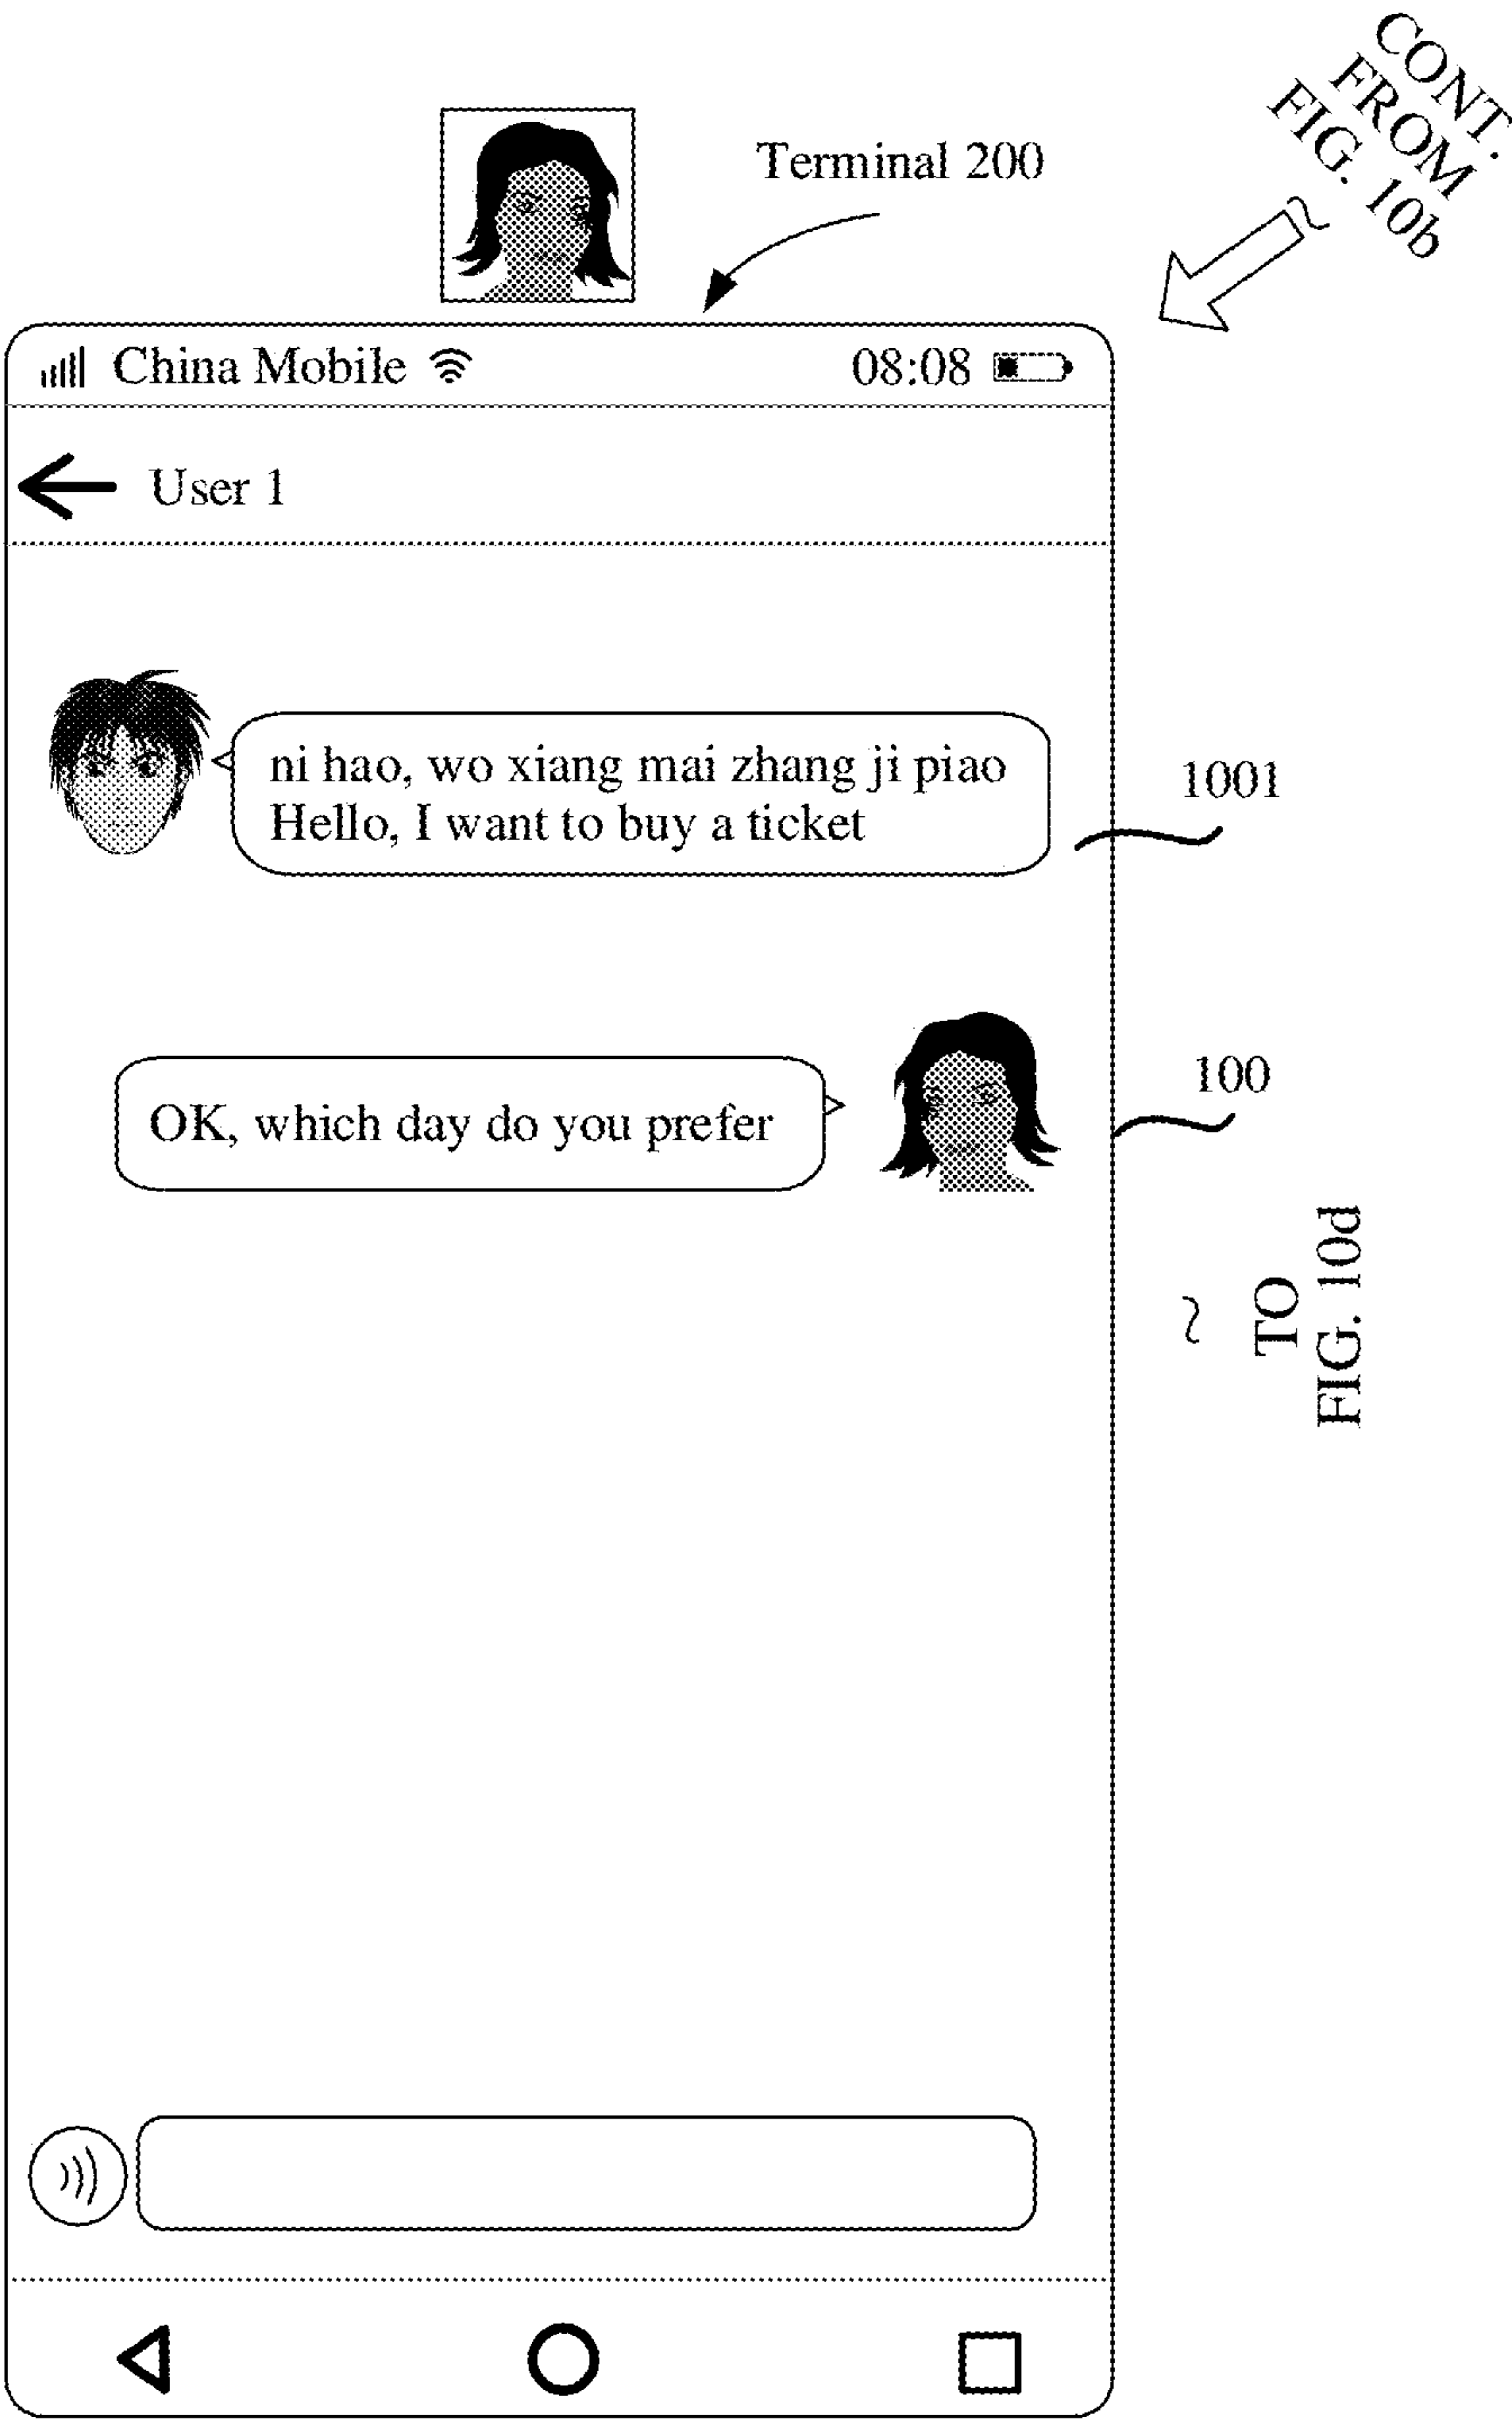 CONT.
FROM
FIG. 10b
Terminal 200
China Mobile 08:08
User 1
ni hao, wo xiang mai zhang ji piao
Hello, I want to buy a ticket
1001
OK, which day do you prefer
100
TO
FIG. 10d